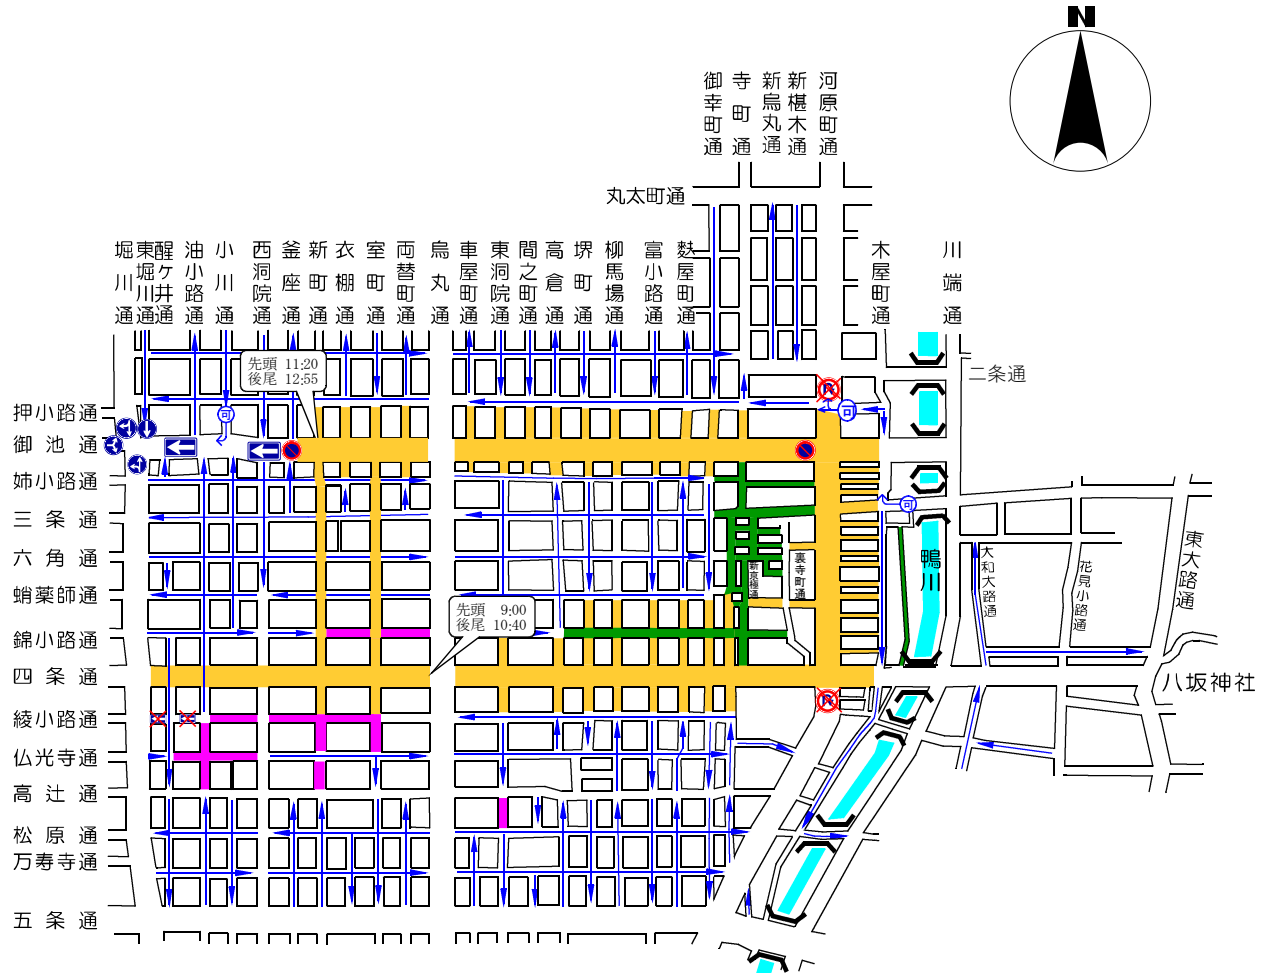 N
御幸町通
寺町通
新烏丸通
新椹木通
河原町通
丸太町通
堀川通
東堀川通
醒ヶ井通
油小路通
小川通
西洞院通
釜座通
新町通
衣棚通
室町通
両替町通
烏丸通
車屋町通
東洞院通
間之町通
高倉通
堺町通
柳馬場通
富小路通
麩屋町通
木屋町通
川端通
先頭 11:20
後尾 12:55
二条通
押小路通
御池通
可
可
姉小路通
三条通
可
六角通
蛸薬師通
錦小路通
四条通
綾小路通
仏光寺通
高辻通
松原通
万寿寺通
五条通
先頭 9:00
後尾 10:40
新京極通
裏寺町通
鴨川
大和大路通
花見小路通
東大路通
八坂神社